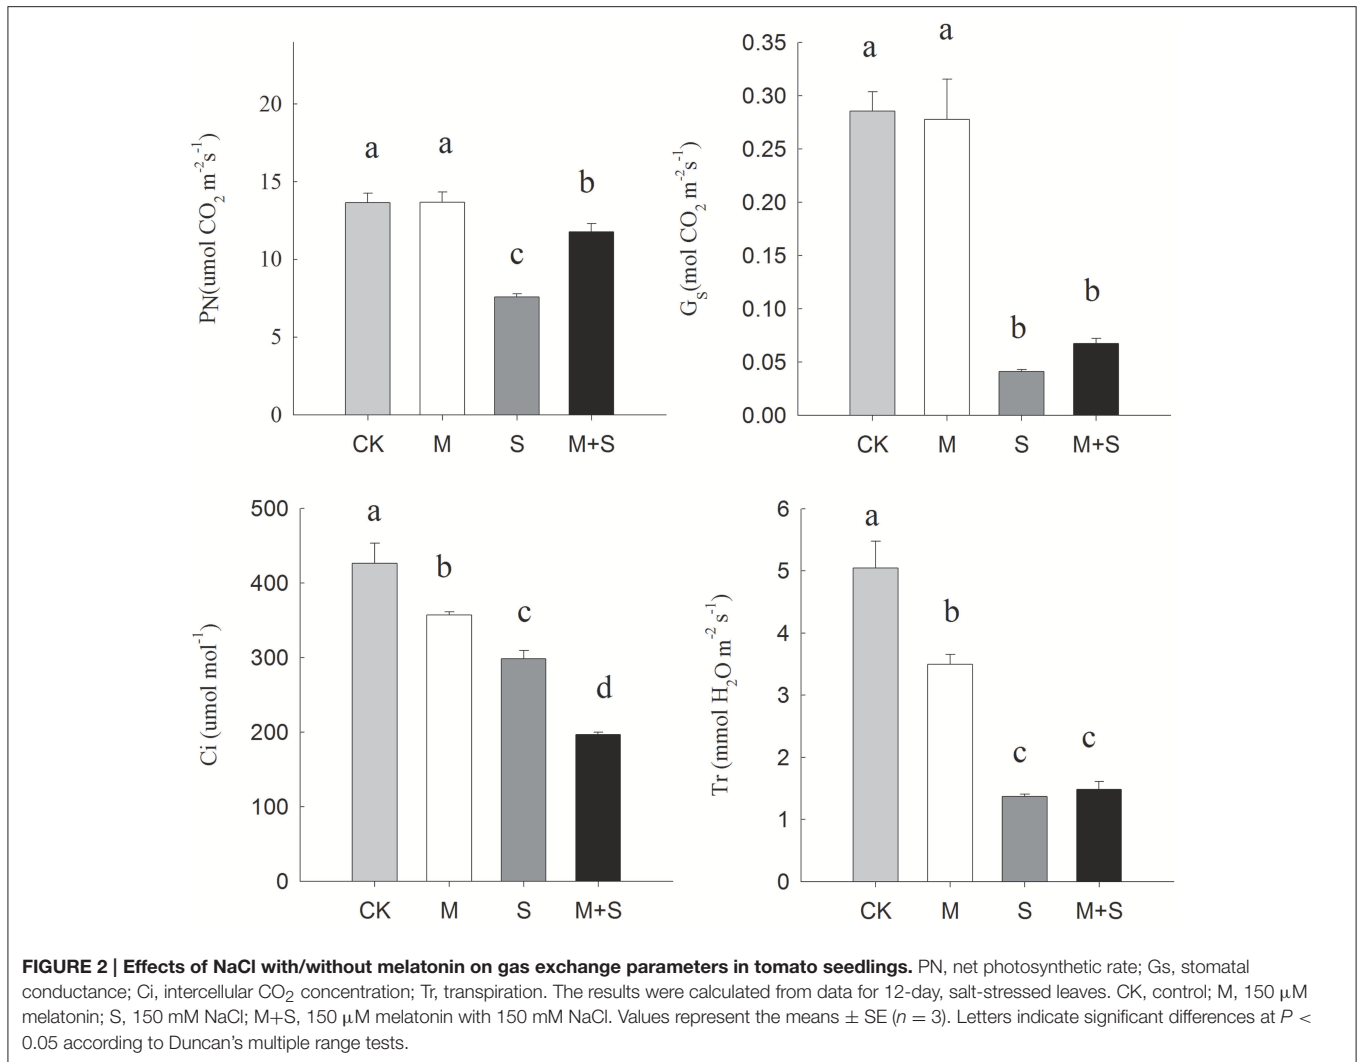 20
15
10
5
0
PN(umol CO2 m-2s-1)
a
a
c
b
CK M S M+S
0.35
0.30
0.25
0.20
0.15
0.10
0.05
0.00
Gs(mol CO2 m-2s-1)
a
a
b
b
CK M S M+S
500
400
300
200
100
0
Ci (umol mol-1)
a
b
c
d
CK M S M+S
6
5
4
3
2
1
0
Tr (mmol H2O m-2 s-1)
a
b
c
c
CK M S M+S
FIGURE 2 | Effects of NaCl with/without melatonin on gas exchange parameters in tomato seedlings. PN, net photosynthetic rate; Gs, stomatal
conductance; Ci, intercellular CO2 concentration; Tr, transpiration. The results were calculated from data for 12-day, salt-stressed leaves. CK, control; M, 150 μM
melatonin; S, 150 mM NaCl; M+S, 150 μM melatonin with 150 mM NaCl. Values represent the means ± SE (n = 3). Letters indicate significant differences at P <
0.05 according to Duncan's multiple range tests.